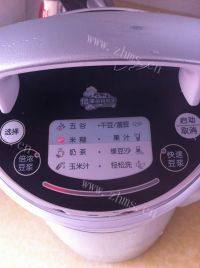 www.zhms.cn
五谷 · 干豆/湿豆
米糊 · 果汁
奶茶 · 绿豆沙
玉米汁 · 轻松洗
选择
启动
取消
倍浓
豆浆
快速
豆浆